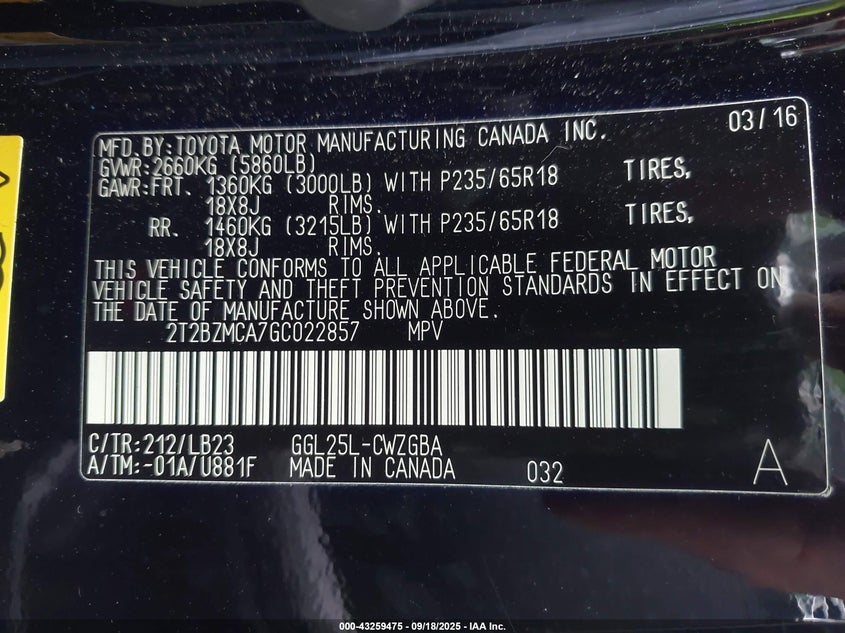 MFD. BY: TOYOTA MOTOR MANUFACTURING CANADA INC. 03/16
GVWR: 2660KG (5860LB)
GAWR: FRT. 1360KG (3000LB) WITH P235/65R18 TIRES,
18X8J RIMS.
RR. 1460KG (3215LB) WITH P235/65R18 TIRES,
18X8J RIMS.
THIS VEHICLE CONFORMS TO ALL APPLICABLE FEDERAL MOTOR
VEHICLE SAFETY AND THEFT PREVENTION STANDARDS IN EFFECT ON
THE DATE OF MANUFACTURE SHOWN ABOVE.
2T2BZMCA7GC022857 MPV
C/TR: 212/LB23 GGL25L-CWZGBA
A/TM: -01A/U881F MADE IN CANADA 032 A
000-43259475 - 09/18/2025 - IAA Inc.